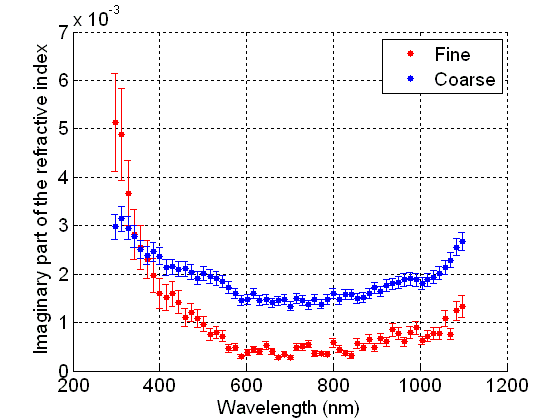 7 x 10⁻³
6
5
4
3
2
1
0
200 400 600 800 1000 1200
Wavelength (nm)
Imaginary part of the refractive index
Fine
Coarse